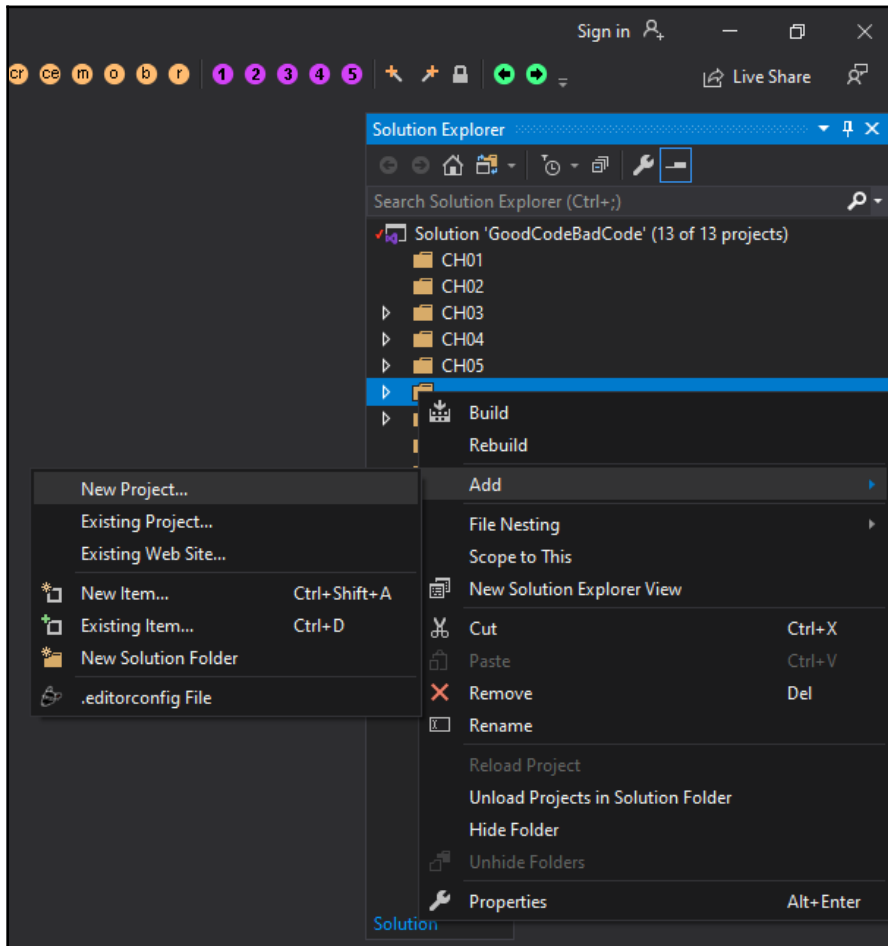 Sign in
cr ce m o b r 1 2 3 4 5
Live Share
Solution Explorer
Search Solution Explorer (Ctrl+;)
Solution 'GoodCodeBadCode' (13 of 13 projects)
CH01
CH02
CH03
CH04
CH05
Build
Rebuild
Add
File Nesting
Scope to This
New Solution Explorer View
Cut Ctrl+X
Paste Ctrl+V
Remove Del
Rename
Reload Project
Unload Projects in Solution Folder
Hide Folder
Unhide Folders
Properties Alt+Enter
New Project...
Existing Project...
Existing Web Site...
New Item... Ctrl+Shift+A
Existing Item... Ctrl+D
New Solution Folder
.editorconfig File
Solution